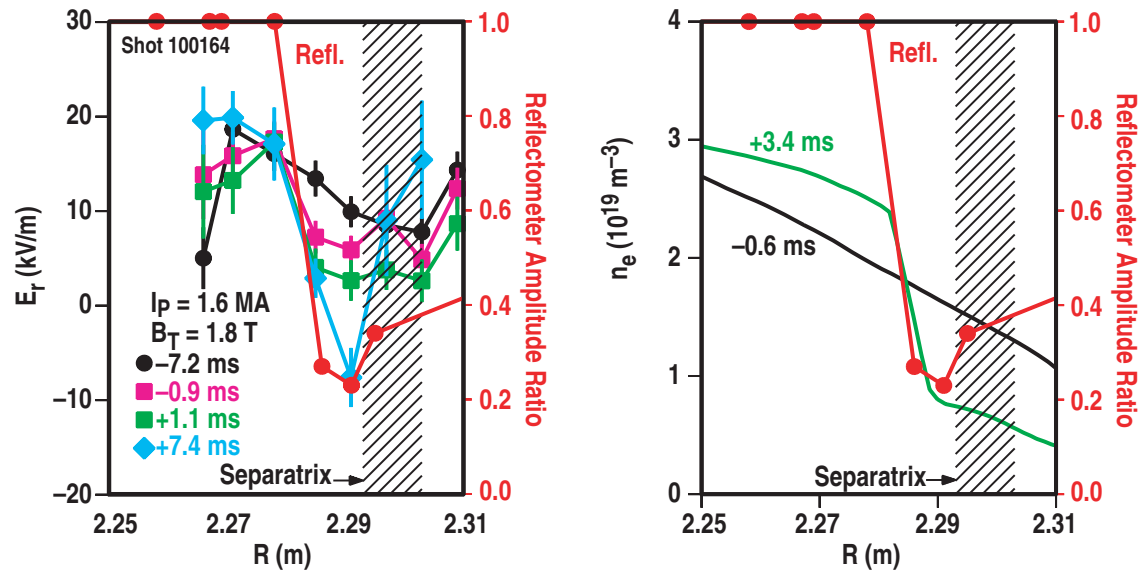 30
20
10
0
−10
−20
E_r (kV/m)
Shot 100164
Refl.
I_P = 1.6 MA
B_T = 1.8 T
−7.2 ms
−0.9 ms
+1.1 ms
+7.4 ms
Separatrix
1.0
0.8
0.6
0.4
0.2
0.0
Reflectometer Amplitude Ratio
2.25 2.27 2.29 2.31
R (m)
4
3
2
1
0
n_e (10^19 m^−3)
Refl.
+3.4 ms
−0.6 ms
Separatrix
1.0
0.8
0.6
0.4
0.2
0.0
Reflectometer Amplitude Ratio
2.25 2.27 2.29 2.31
R (m)